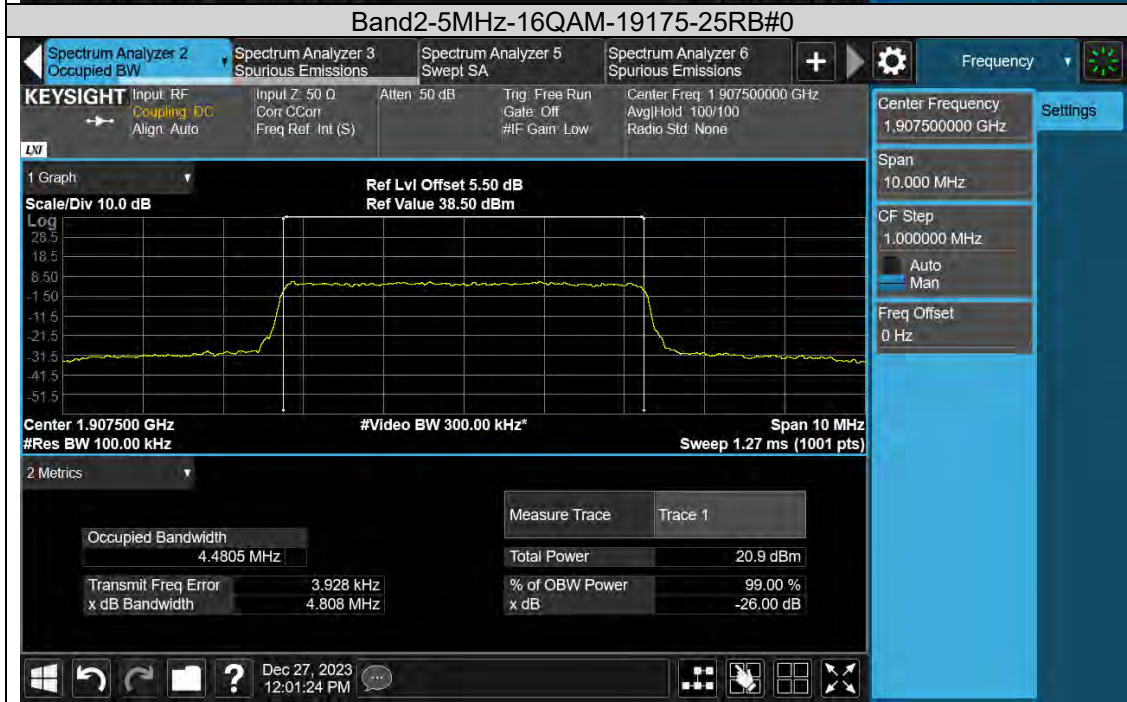 Band2-5MHz-16QAM-19175-25RB#0
Spectrum Analyzer 2
Occupied BW
Spectrum Analyzer 3
Spurious Emissions
Spectrum Analyzer 5
Swept SA
Spectrum Analyzer 6
Spurious Emissions
+
Frequency
KEYSIGHT
LXI
Input: RF
Coupling: DC
Align: Auto
Input Z: 50 Ω
Corr CCorr
Freq Ref: Int (S)
Atten: 50 dB
Trig: Free Run
Gate: Off
#IF Gain: Low
Center Freq: 1.907500000 GHz
Avg|Hold: 100/100
Radio Std: None
Center Frequency
1.907500000 GHz
Settings
Span
10.000 MHz
CF Step
1.000000 MHz
Auto
Man
Freq Offset
0 Hz
1 Graph
Scale/Div 10.0 dB
Ref Lvl Offset 5.50 dB
Ref Value 38.50 dBm
Log
28.5
18.5
8.50
-1.50
-11.5
-21.5
-31.5
-41.5
-51.5
Center 1.907500 GHz
#Video BW 300.00 kHz*
Span 10 MHz
#Res BW 100.00 kHz
Sweep 1.27 ms (1001 pts)
2 Metrics
Measure Trace Trace 1
Occupied Bandwidth
4.4805 MHz
Total Power 20.9 dBm
Transmit Freq Error 3.928 kHz
% of OBW Power 99.00 %
x dB Bandwidth 4.808 MHz
x dB -26.00 dB
?
Dec 27, 2023
12:01:24 PM